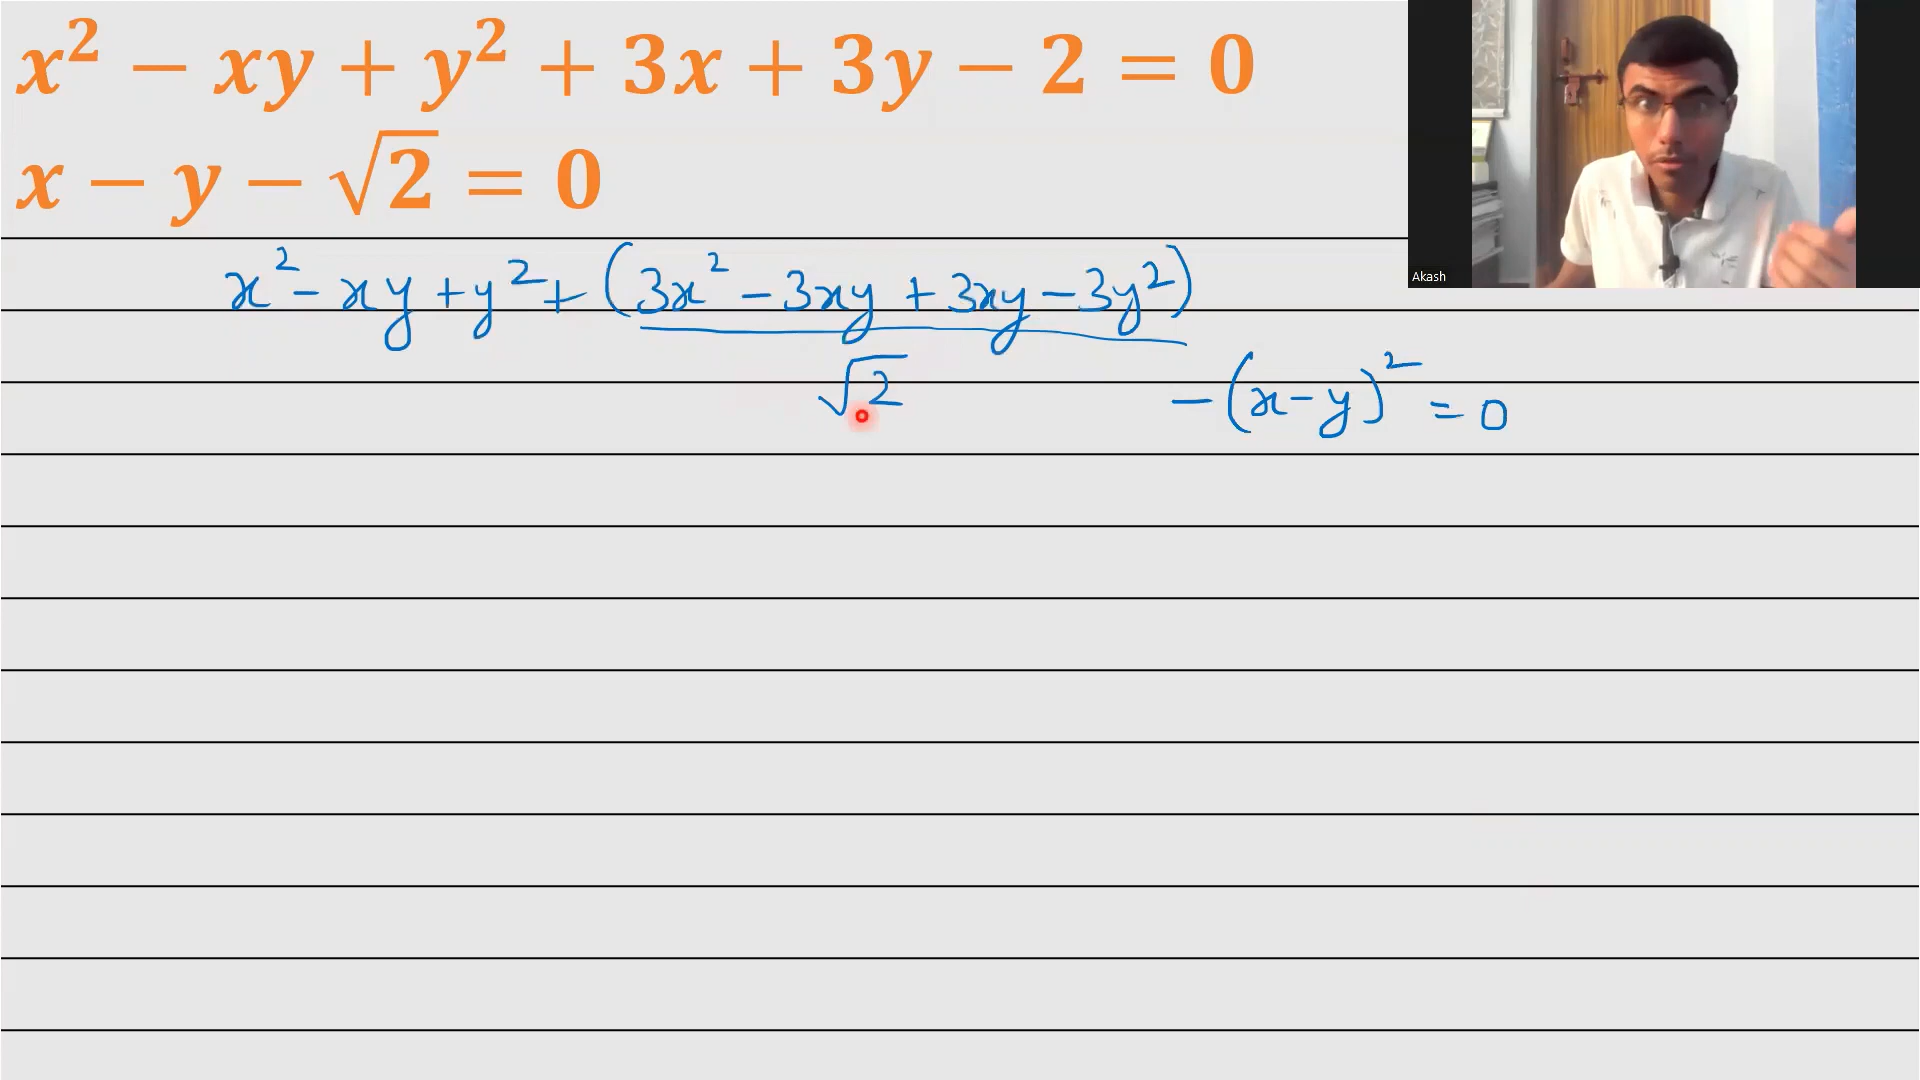 x² − xy + y² + 3x + 3y − 2 = 0
x − y − √2 = 0
Akash
x² − xy + y² + (3x² − 3xy + 3xy − 3y²)
√2
− (x − y)² = 0